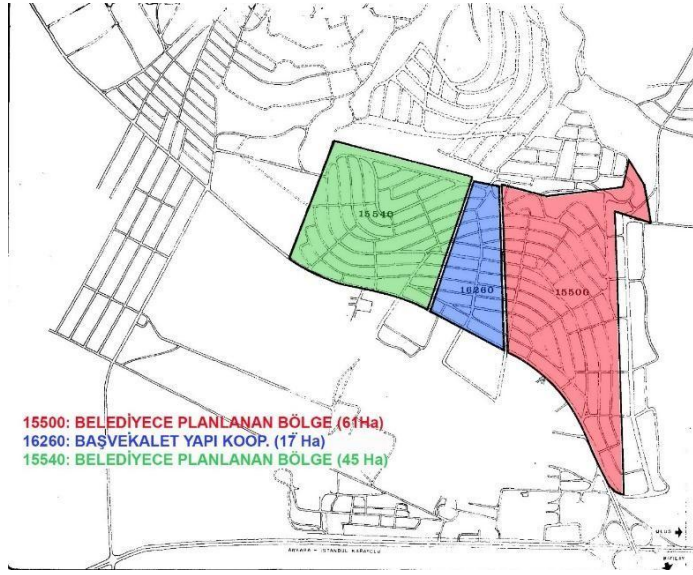 15540
16260
15500
15500: BELEDİYECE PLANLANAN BÖLGE (61Ha)
16260: BAŞVEKALET YAPI KOOP. (17 Ha)
15540: BELEDİYECE PLANLANAN BÖLGE (45 Ha)
ULUS
ANKARA - İSTANBUL KARAYOLU